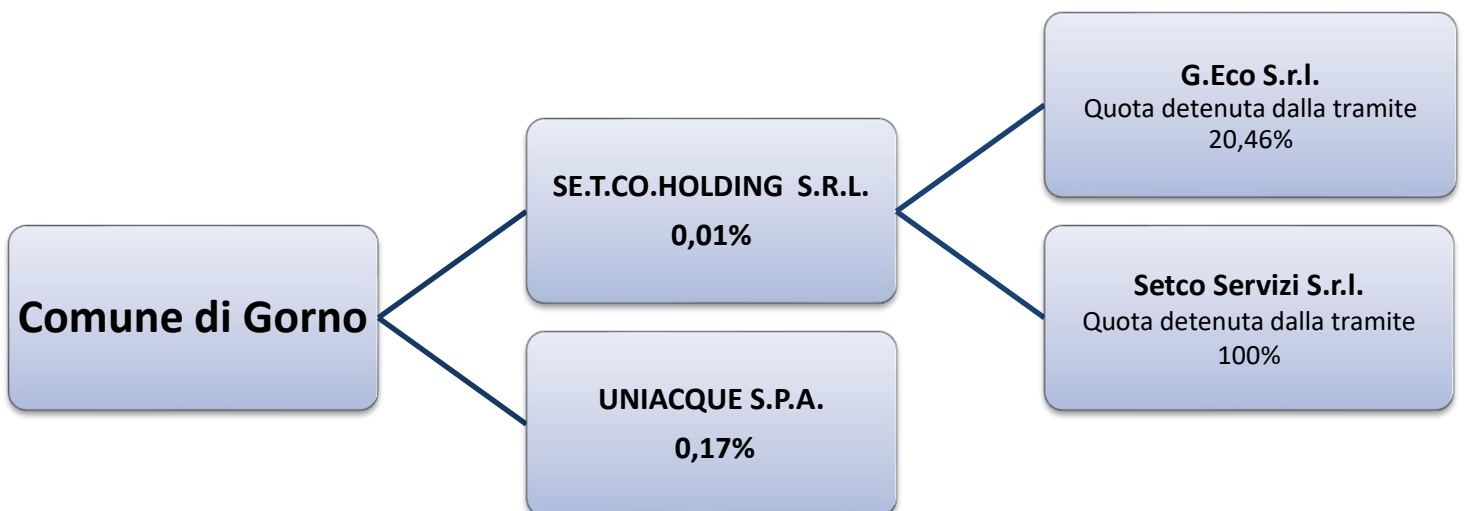 Comune di Gorno
SE.T.CO.HOLDING S.R.L.
0,01%
UNIACQUE S.P.A.
0,17%
G.Eco S.r.l.
Quota detenuta dalla tramite
20,46%
Setco Servizi S.r.l.
Quota detenuta dalla tramite
100%